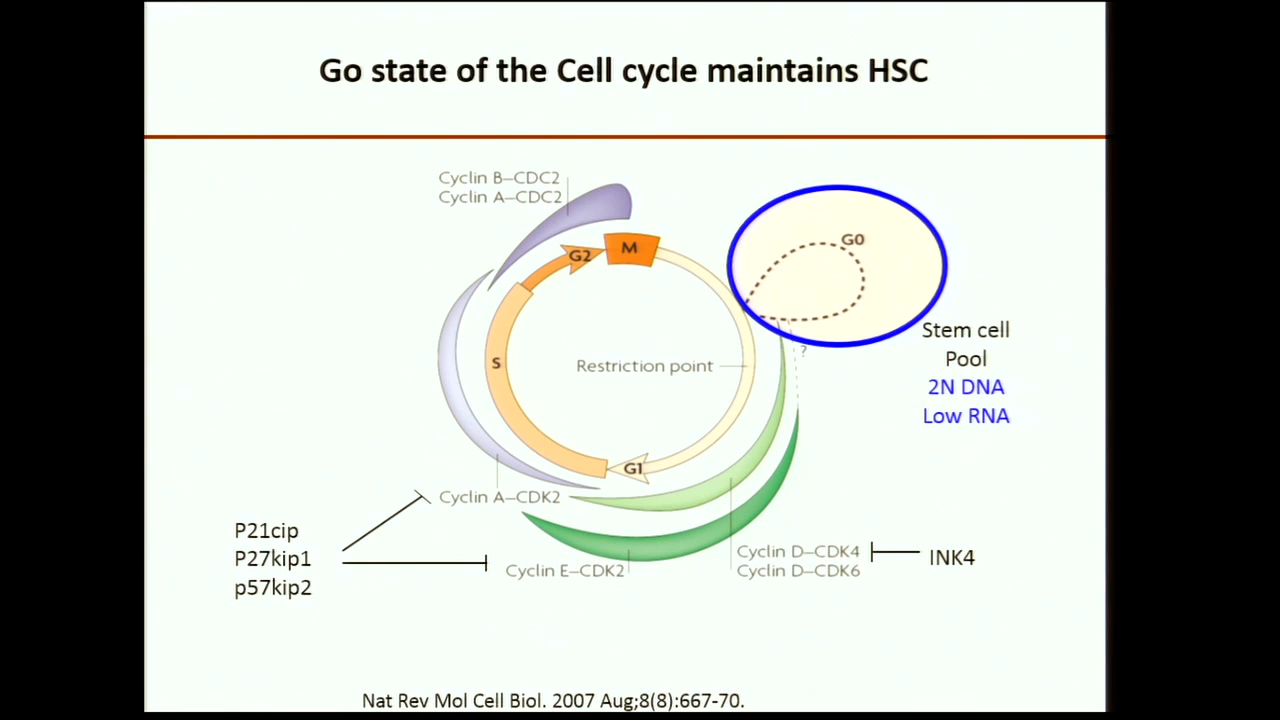 Go state of the Cell cycle maintains HSC
Cyclin B–CDC2
Cyclin A–CDC2
G0
G2
M
Stem cell
Pool
2N DNA
Low RNA
?
S
Restriction point
G1
Cyclin A–CDK2
P21cip
P27kip1
p57kip2
Cyclin E–CDK2
Cyclin D–CDK4
Cyclin D–CDK6
INK4
Nat Rev Mol Cell Biol. 2007 Aug;8(8):667-70.